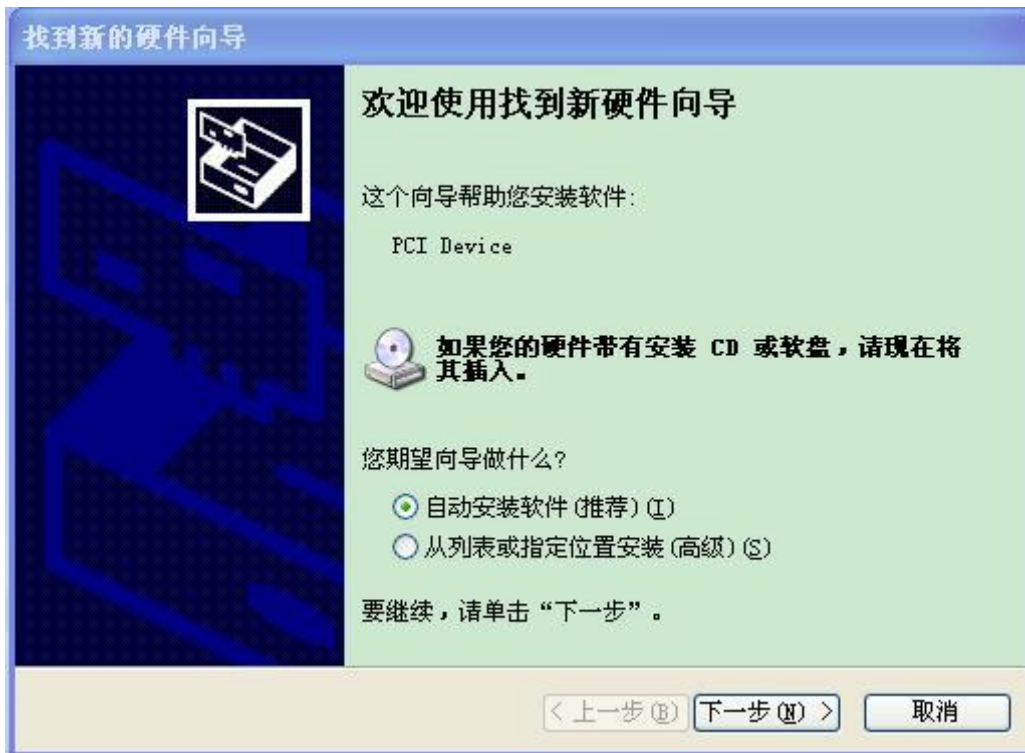 找到新的硬件向导
欢迎使用找到新硬件向导
这个向导帮助您安装软件:
PCI Device
如果您的硬件带有安装 CD 或软盘，请现在将
其插入。
您期望向导做什么?
自动安装软件(推荐)(I)
从列表或指定位置安装(高级)(S)
要继续，请单击“下一步”。
< 上一步(B) 下一步(N) > 取消